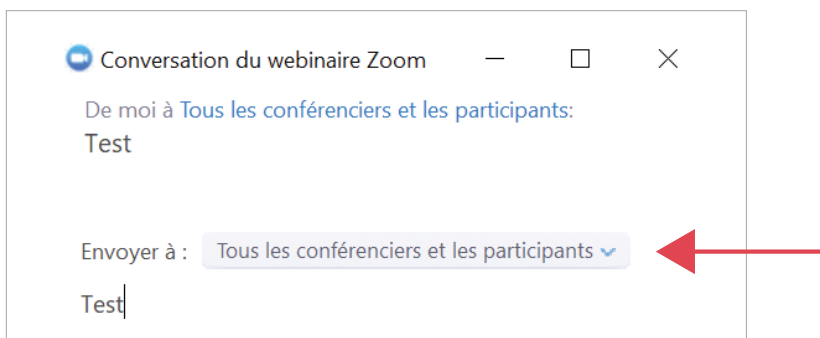 Conversation du webinaire Zoom
De moi à Tous les conférenciers et les participants:
Test
Envoyer à : Tous les conférenciers et les participants
Test